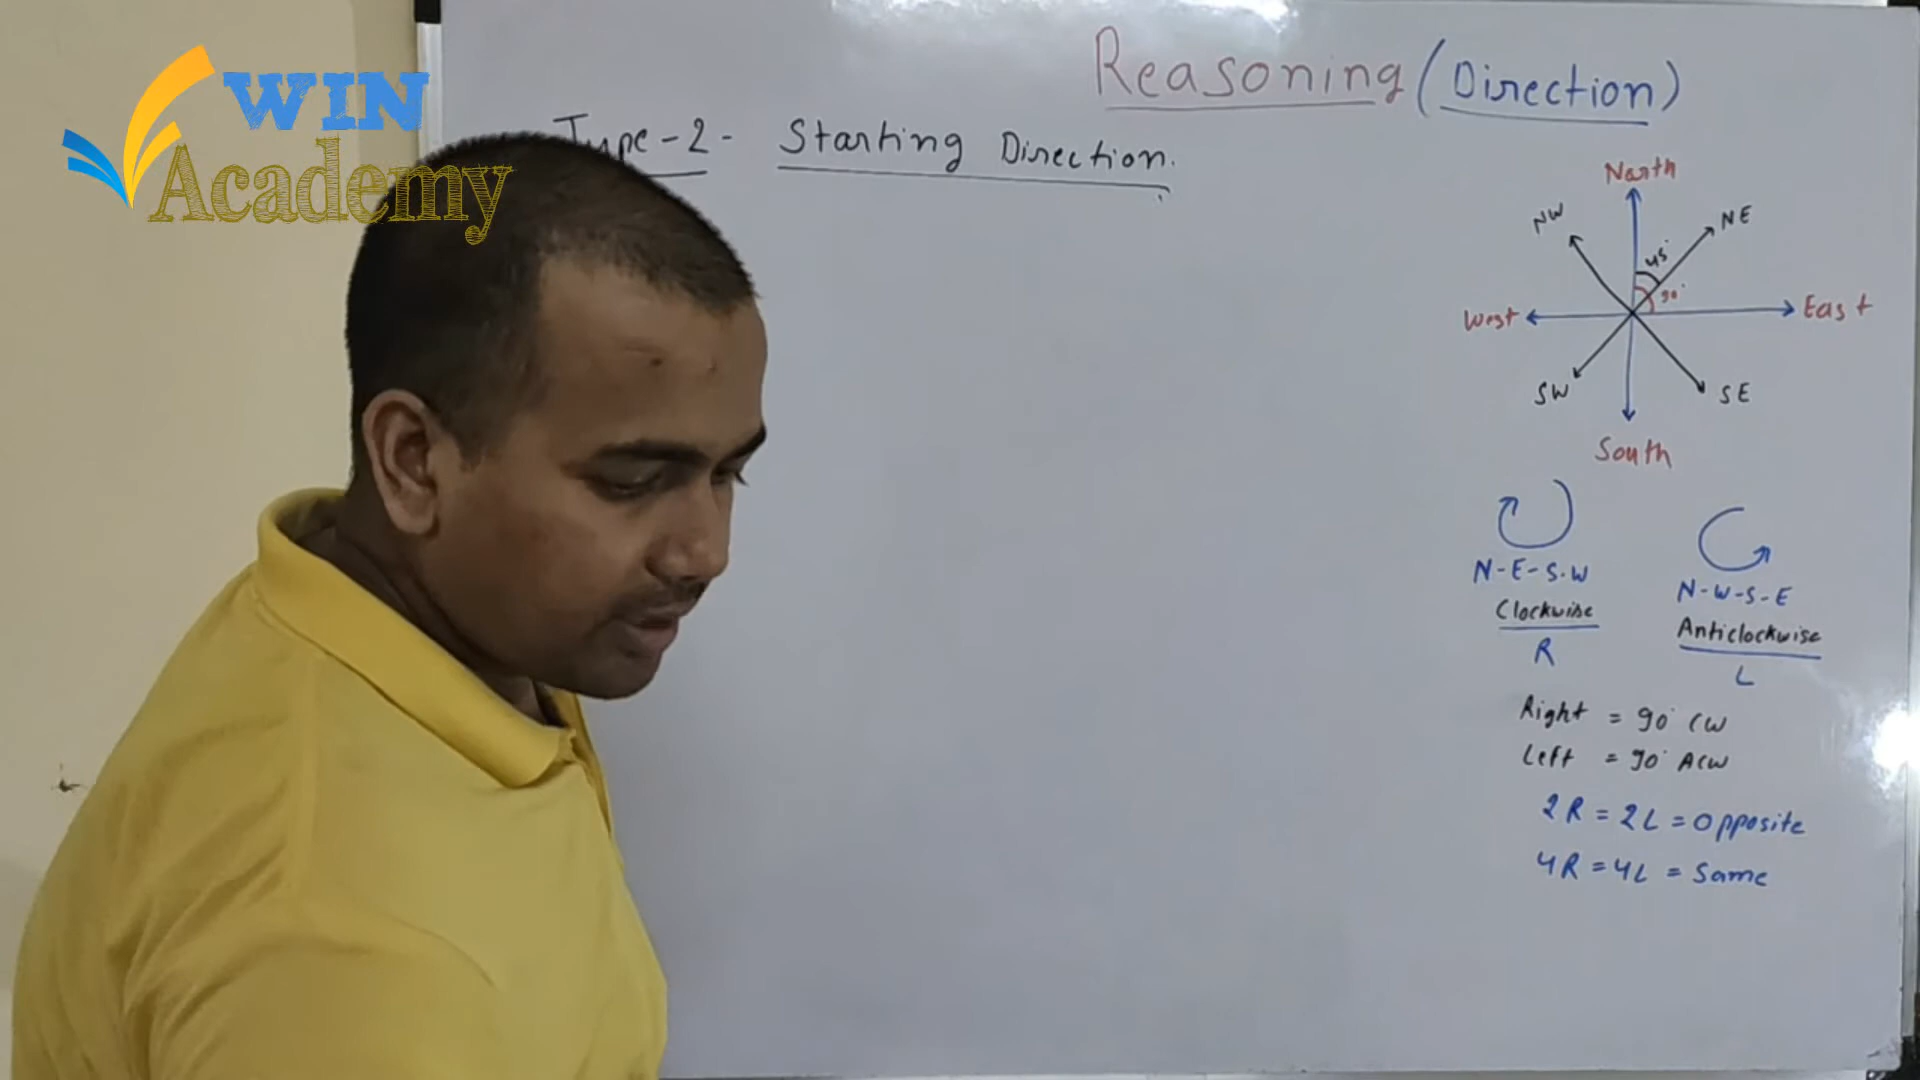 WIN
Academy
Reasoning (Direction)
Type-2- Starting Direction.
North
NW
NE
45°
90°
West
East
SW
SE
South
N-E-S-W
Clockwise
R
N-W-S-E
Anticlockwise
L
Right = 90° CW
Left = 90° ACW
2R = 2L = Opposite
4R = 4L = Same